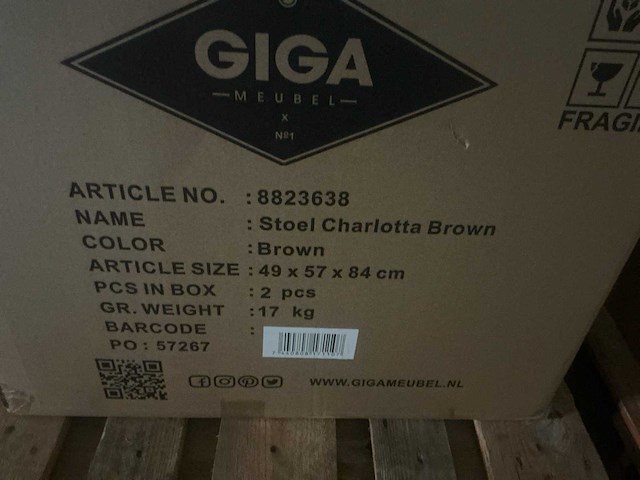 GIGA
MEUBEL
X
Nº1
ARTICLE NO. : 8823638
NAME : Stoel Charlotta Brown
COLOR : Brown
ARTICLE SIZE : 49 x 57 x 84 cm
PCS IN BOX : 2 pcs
GR. WEIGHT : 17 kg
BARCODE :
PO : 57267
WWW.GIGAMEUBEL.NL